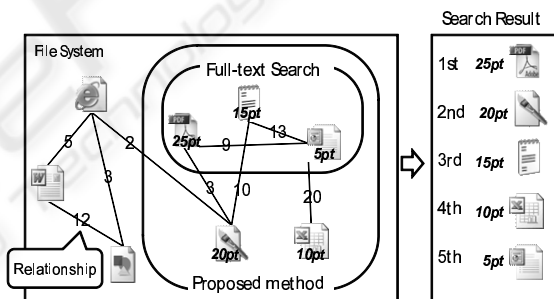 Search Result
File System
Full-text Search
1st 25pt
2nd 20pt
3rd 15pt
4th 10pt
5th 5pt
PDF
25pt
15pt
5pt
20pt
10pt
5
2
3
12
9
13
3
10
20
Relationship
Proposed method